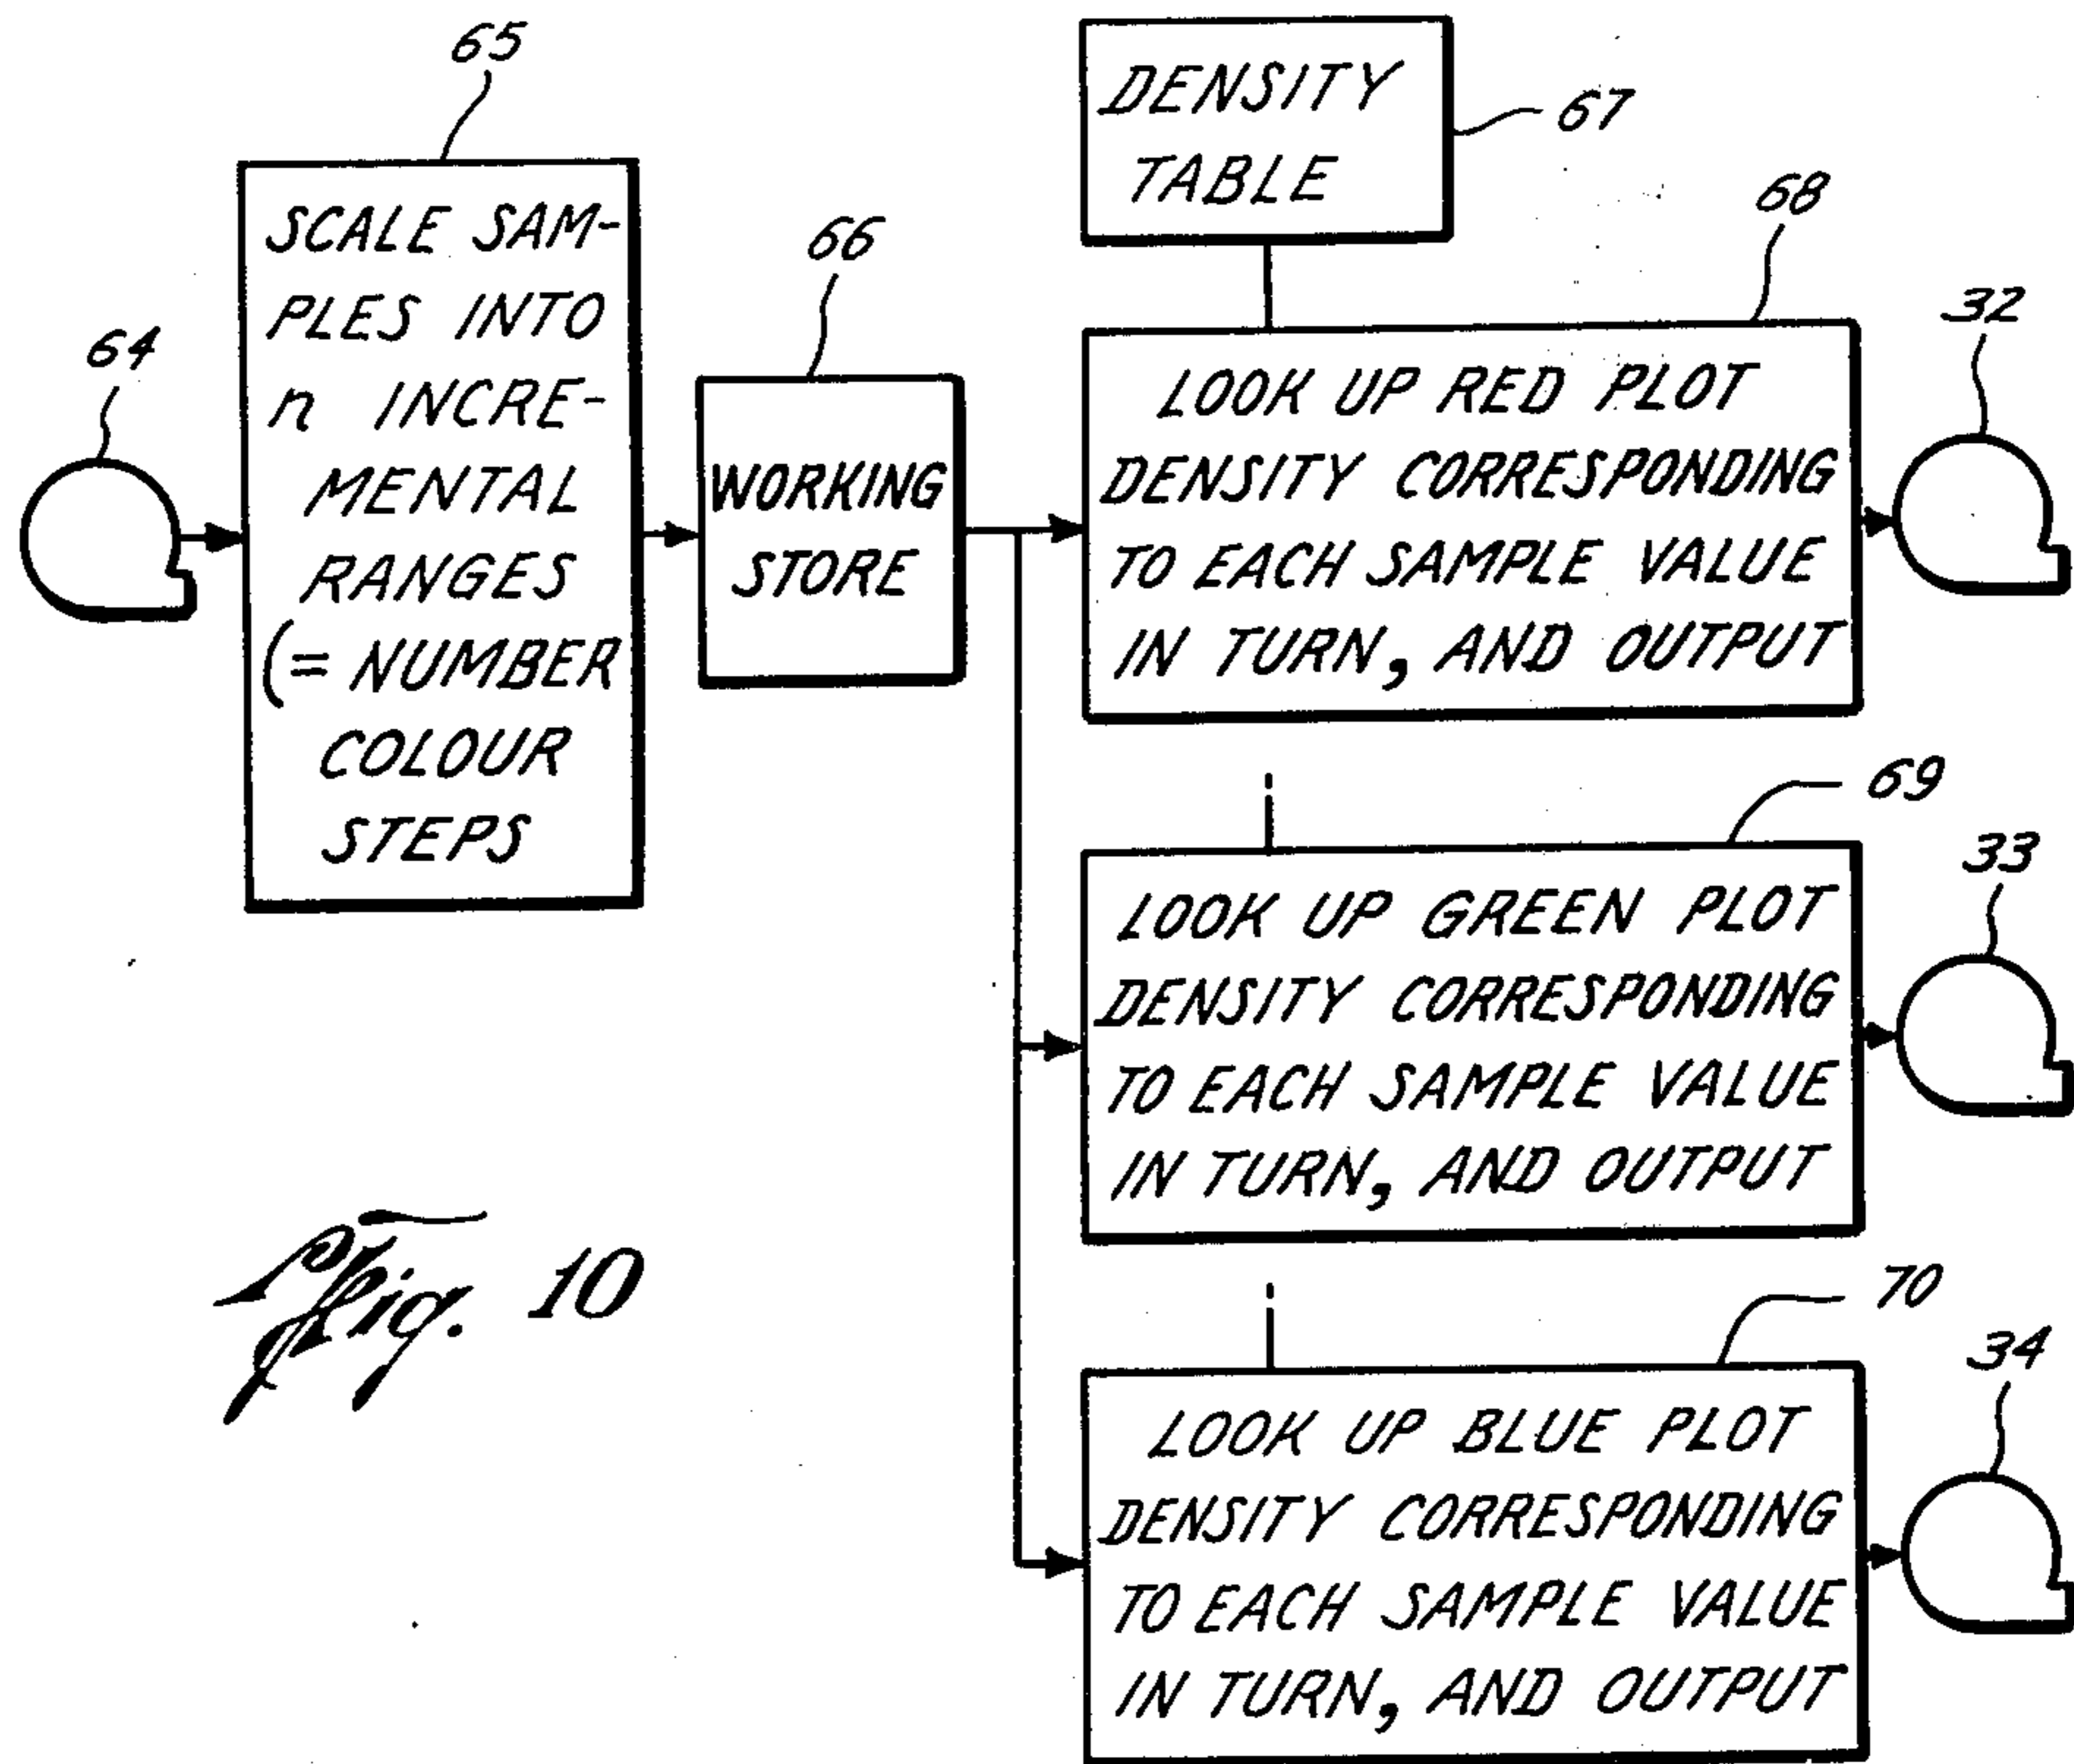 65
SCALE SAM-
PLES INTO
n INCRE-
MENTAL
RANGES
(= NUMBER
COLOUR
STEPS
64
66
WORKING
STORE
DENSITY
TABLE
67
68
LOOK UP RED PLOT
DENSITY CORRESPONDING
TO EACH SAMPLE VALUE
IN TURN, AND OUTPUT
32
69
LOOK UP GREEN PLOT
DENSITY CORRESPONDING
TO EACH SAMPLE VALUE
IN TURN, AND OUTPUT
33
70
LOOK UP BLUE PLOT
DENSITY CORRESPONDING
TO EACH SAMPLE VALUE
IN TURN, AND OUTPUT
34
Fig. 10